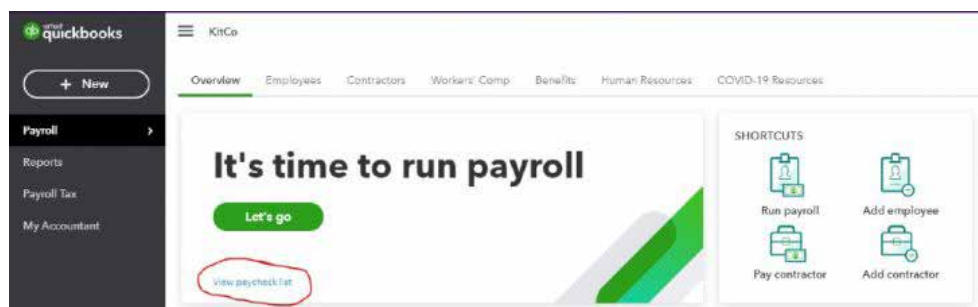 intuit quickbooks
+ New
Payroll
Reports
Payroll Tax
My Accountant
KitCo
Overview Employees Contractors Workers' Comp Benefits Human Resources COVID-19 Resources
It's time to run payroll
Let's go
View paycheck list
SHORTCUTS
Run payroll Add employee
Pay contractor Add contractor